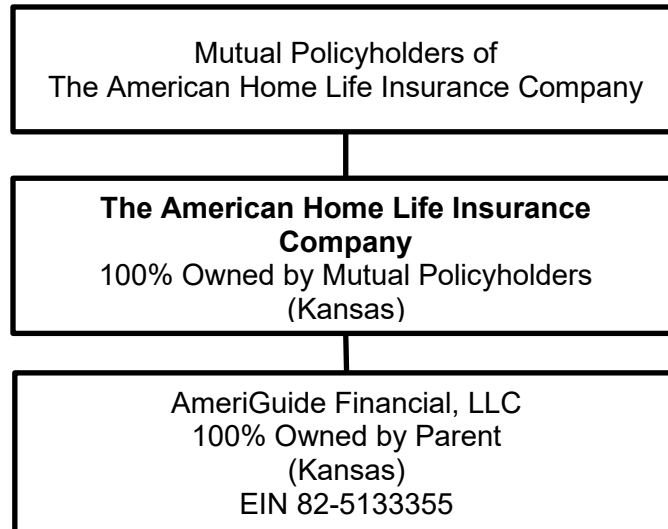 Mutual Policyholders of
The American Home Life Insurance Company
The American Home Life Insurance
Company
100% Owned by Mutual Policyholders
(Kansas)
AmeriGuide Financial, LLC
100% Owned by Parent
(Kansas)
EIN 82-5133355